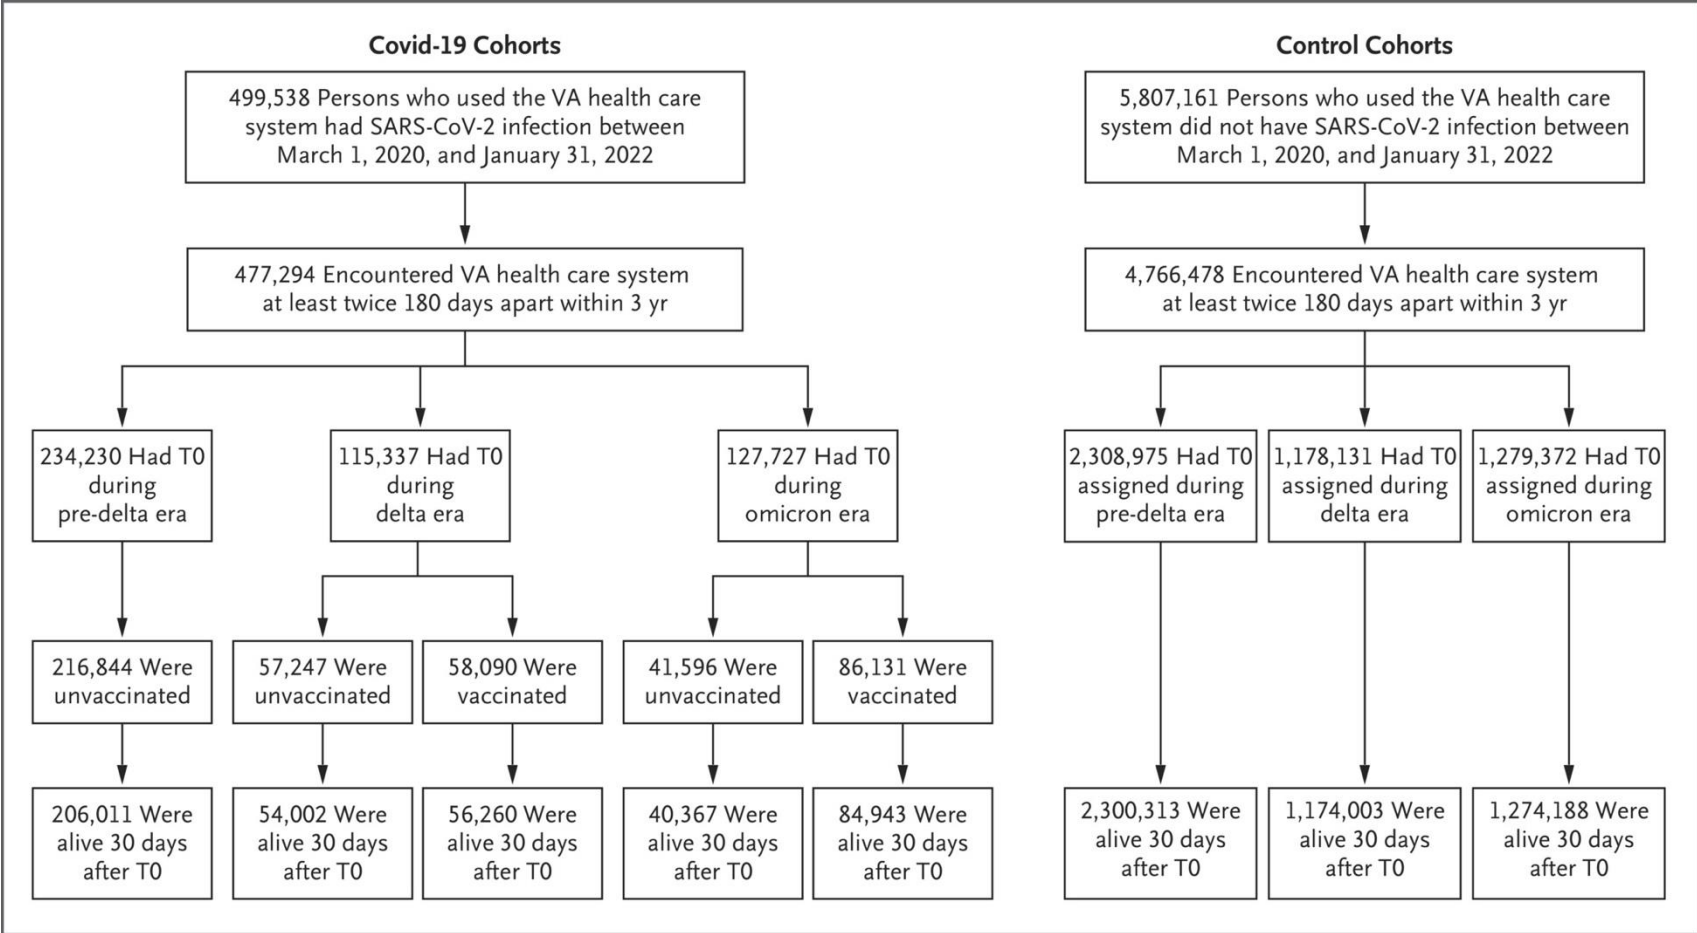 Covid-19 Cohorts
499,538 Persons who used the VA health care
system had SARS-CoV-2 infection between
March 1, 2020, and January 31, 2022
477,294 Encountered VA health care system
at least twice 180 days apart within 3 yr
234,230 Had T0
during
pre-delta era
115,337 Had T0
during
delta era
127,727 Had T0
during
omicron era
216,844 Were
unvaccinated
57,247 Were
unvaccinated
58,090 Were
vaccinated
41,596 Were
unvaccinated
86,131 Were
vaccinated
206,011 Were
alive 30 days
after T0
54,002 Were
alive 30 days
after T0
56,260 Were
alive 30 days
after T0
40,367 Were
alive 30 days
after T0
84,943 Were
alive 30 days
after T0
Control Cohorts
5,807,161 Persons who used the VA health care
system did not have SARS-CoV-2 infection between
March 1, 2020, and January 31, 2022
4,766,478 Encountered VA health care system
at least twice 180 days apart within 3 yr
2,308,975 Had T0
assigned during
pre-delta era
1,178,131 Had T0
assigned during
delta era
1,279,372 Had T0
assigned during
omicron era
2,300,313 Were
alive 30 days
after T0
1,174,003 Were
alive 30 days
after T0
1,274,188 Were
alive 30 days
after T0